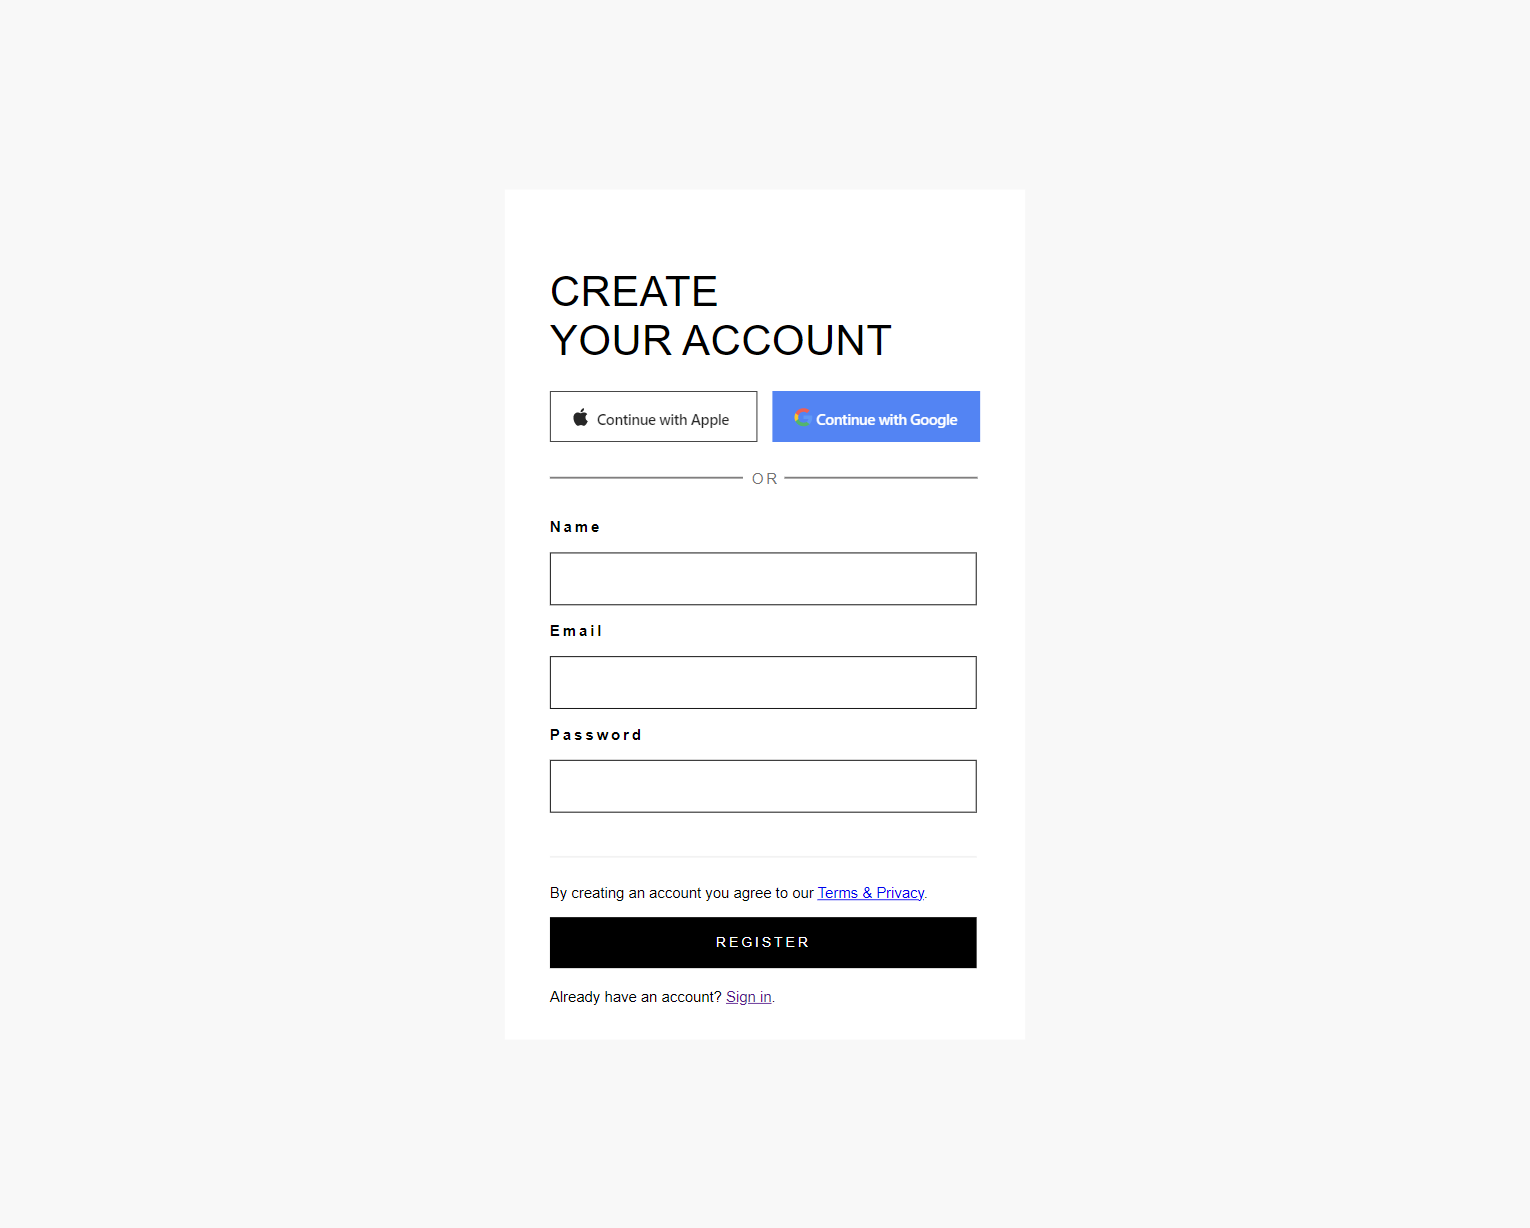 CREATE
YOUR ACCOUNT
Continue with Apple
Continue with Google
OR
Name
Email
Password
By creating an account you agree to our Terms & Privacy.
REGISTER
Already have an account? Sign in.